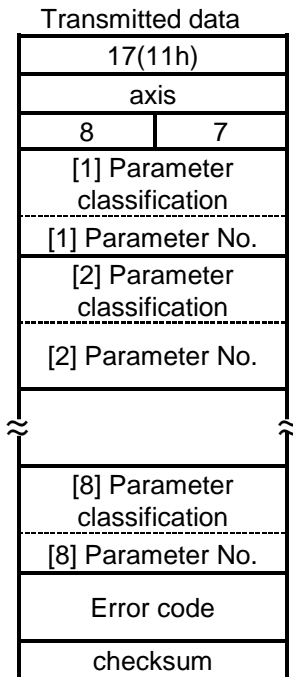 Transmitted data
17(11h)
axis
8 7
[1] Parameter
classification
[1] Parameter No.
[2] Parameter
classification
[2] Parameter No.
[8] Parameter
classification
[8] Parameter No.
Error code
checksum